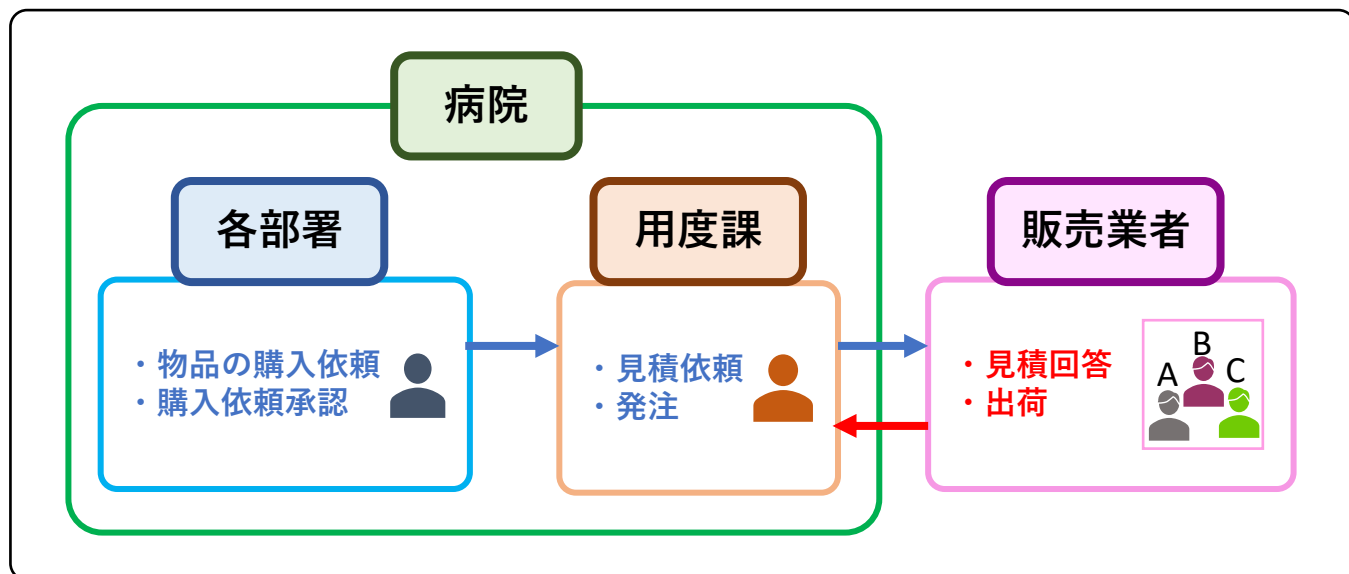 病院
各部署
・物品の購入依頼
・購入依頼承認
用度課
・見積依頼
・発注
販売業者
・見積回答
・出荷
A
B
C